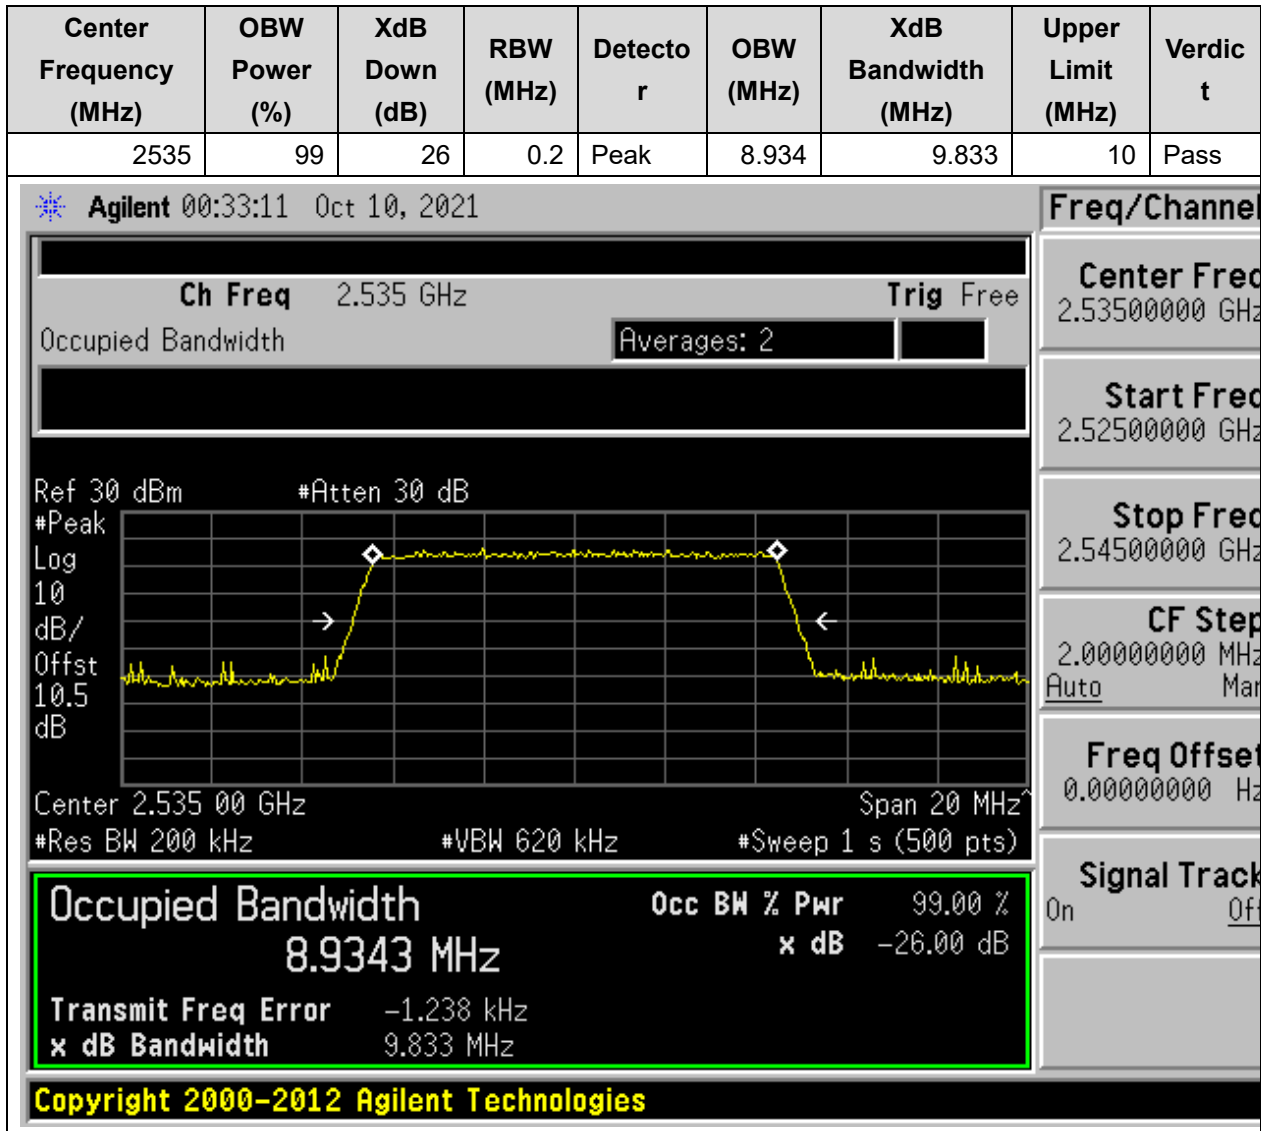 Center Frequency (MHz) OBW Power (%) XdB Down (dB) RBW (MHz) Detector OBW (MHz) XdB Bandwidth (MHz) Upper Limit (MHz) Verdict
2535 99 26 0.2 Peak 8.934 9.833 10 Pass
Agilent 00:33:11 Oct 10, 2021
Ch Freq 2.535 GHz Trig Free
Occupied Bandwidth Averages: 2
Ref 30 dBm #Atten 30 dB
#Peak
Log
10
dB/
Offst
10.5
dB
Center 2.535 00 GHz Span 20 MHz^
#Res BW 200 kHz #VBW 620 kHz #Sweep 1 s (500 pts)
Occupied Bandwidth
8.9343 MHz
Occ BW % Pwr 99.00 %
x dB -26.00 dB
Transmit Freq Error -1.238 kHz
x dB Bandwidth 9.833 MHz
Freq/Channel
Center Freq
2.53500000 GHz
Start Freq
2.52500000 GHz
Stop Freq
2.54500000 GHz
CF Step
2.00000000 MHz
Auto Man
Freq Offset
0.00000000 Hz
Signal Track
On Off
Copyright 2000-2012 Agilent Technologies